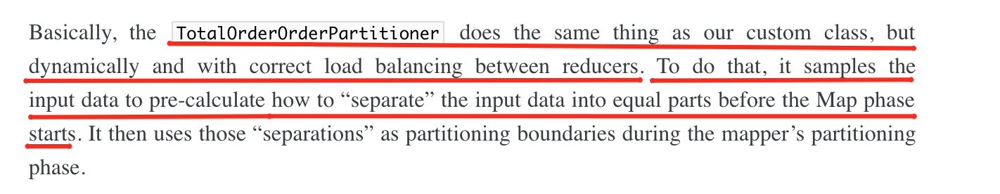 Basically, the TotalOrderOrderPartitioner does the same thing as our custom class, but
dynamically and with correct load balancing between reducers. To do that, it samples the
input data to pre-calculate how to “separate” the input data into equal parts before the Map phase
starts. It then uses those “separations” as partitioning boundaries during the mapper’s partitioning
phase.